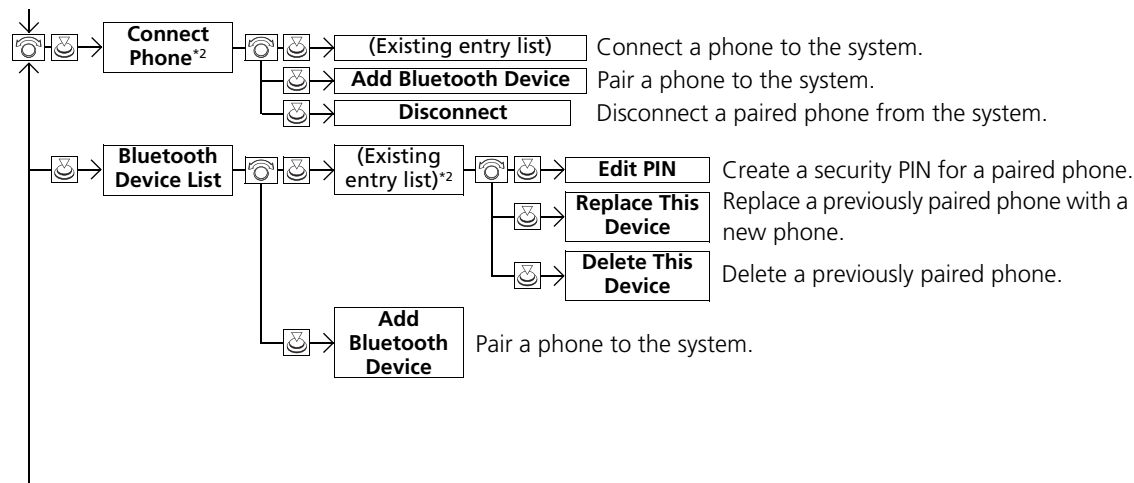 Connect
Phone*2
(Existing entry list)
Connect a phone to the system.
Add Bluetooth Device
Pair a phone to the system.
Disconnect
Disconnect a paired phone from the system.
Bluetooth
Device List
(Existing
entry list)*2
Edit PIN
Create a security PIN for a paired phone.
Replace This
Device
Replace a previously paired phone with a
new phone.
Delete This
Device
Delete a previously paired phone.
Add
Bluetooth
Device
Pair a phone to the system.